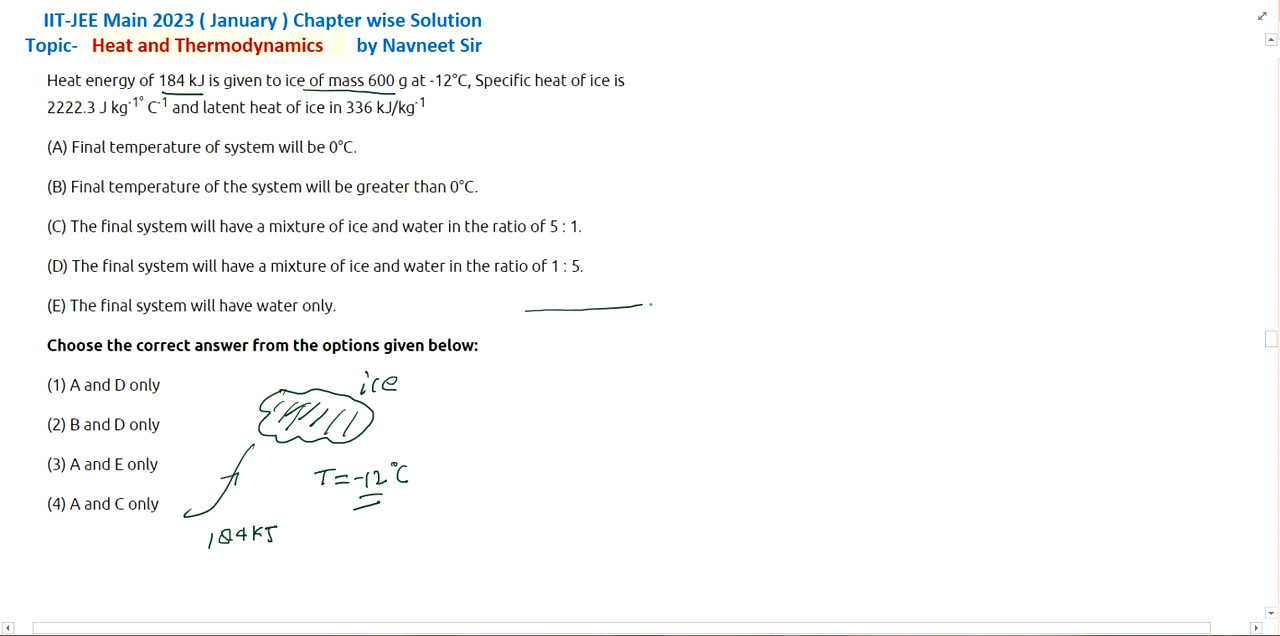 IIT-JEE Main 2023 ( January ) Chapter wise Solution
Topic- Heat and Thermodynamics by Navneet Sir
Heat energy of 184 kJ is given to ice of mass 600 g at -12°C, Specific heat of ice is
2222.3 J kg⁻¹° C⁻¹ and latent heat of ice in 336 kJ/kg⁻¹
(A) Final temperature of system will be 0°C.
(B) Final temperature of the system will be greater than 0°C.
(C) The final system will have a mixture of ice and water in the ratio of 5 : 1.
(D) The final system will have a mixture of ice and water in the ratio of 1 : 5.
(E) The final system will have water only.
Choose the correct answer from the options given below:
(1) A and D only
(2) B and D only
(3) A and E only
(4) A and C only
ice
T=-12°C
184KJ